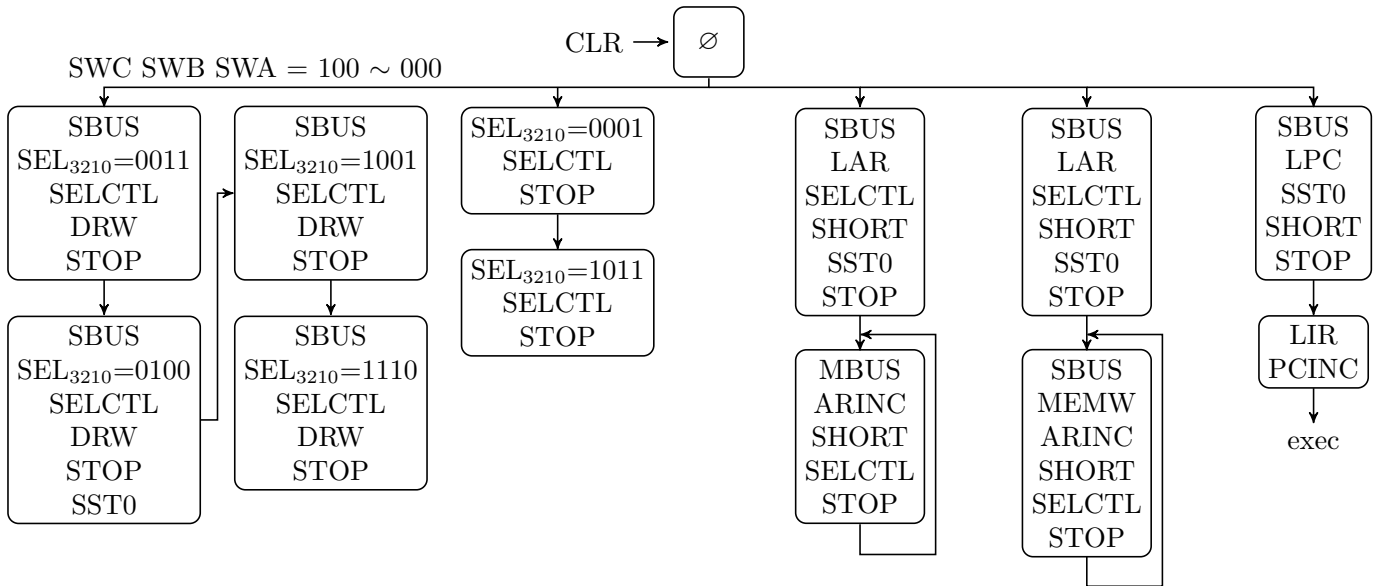 CLR
∅
SWC SWB SWA = 100 ∼ 000
SBUS
SEL₃₂₁₀=0011
SELCTL
DRW
STOP
SBUS
SEL₃₂₁₀=0100
SELCTL
DRW
STOP
SST0
SBUS
SEL₃₂₁₀=1001
SELCTL
DRW
STOP
SBUS
SEL₃₂₁₀=1110
SELCTL
DRW
STOP
SEL₃₂₁₀=0001
SELCTL
STOP
SEL₃₂₁₀=1011
SELCTL
STOP
SBUS
LAR
SELCTL
SHORT
SST0
STOP
MBUS
ARINC
SHORT
SELCTL
STOP
SBUS
LAR
SELCTL
SHORT
SST0
STOP
SBUS
MEMW
ARINC
SHORT
SELCTL
STOP
SBUS
LPC
SST0
SHORT
STOP
LIR
PCINC
exec